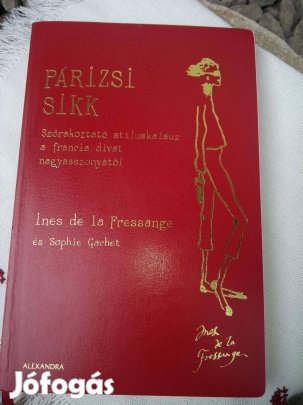 PÁRIZSI
SIKK
Szórakoztató stíluskalauz
a francia divat
nagyasszonyától
Ines de la Fressange
és Sophie Gachet
Ines
de la
Fressange
ALEXANDRA
Jófogás